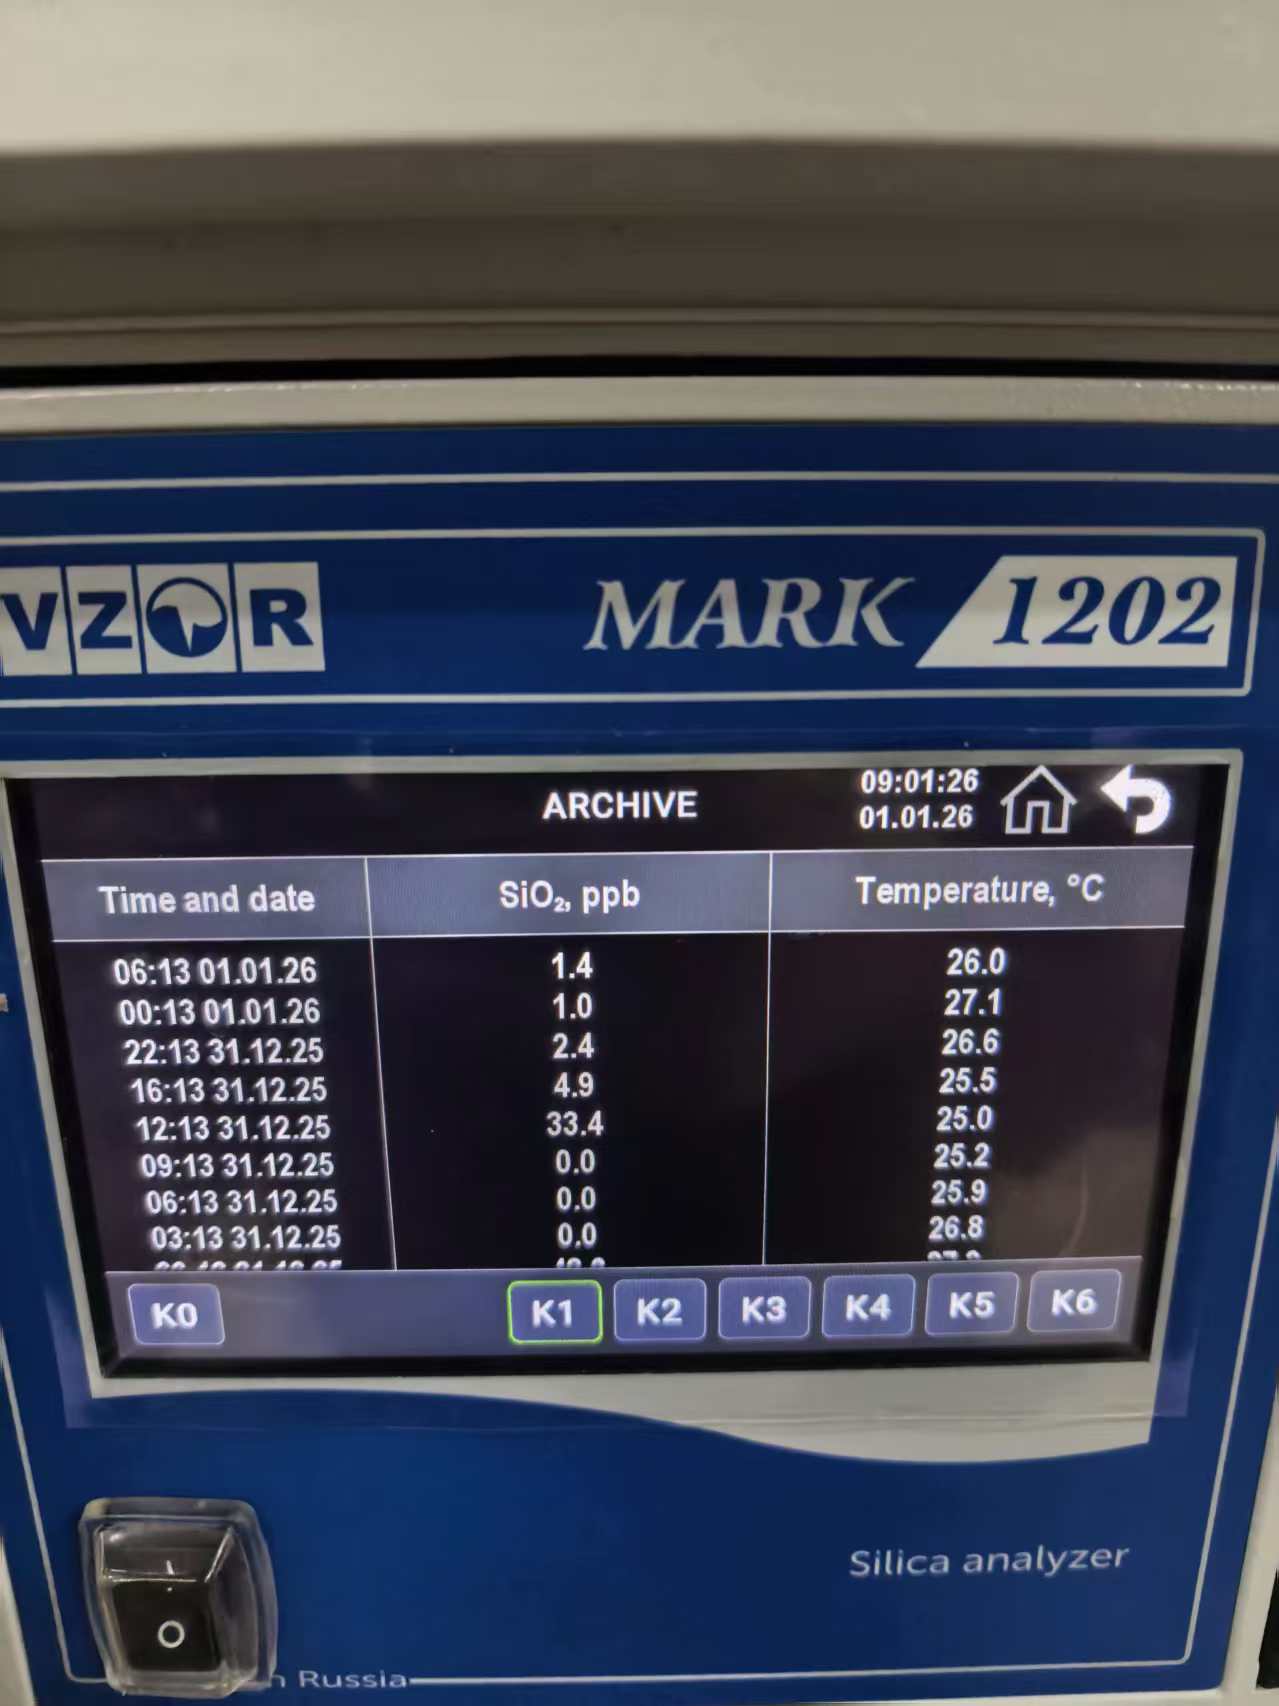 VZOR
MARK 1202
ARCHIVE
09:01:26
01.01.26
Time and date SiO₂, ppb Temperature, °C
06:13 01.01.26 1.4 26.0
00:13 01.01.26 1.0 27.1
22:13 31.12.25 2.4 26.6
16:13 31.12.25 4.9 25.5
12:13 31.12.25 33.4 25.0
09:13 31.12.25 0.0 25.2
06:13 31.12.25 0.0 25.9
03:13 31.12.25 0.0 26.8
K0 K1 K2 K3 K4 K5 K6
Silica analyzer
Russia